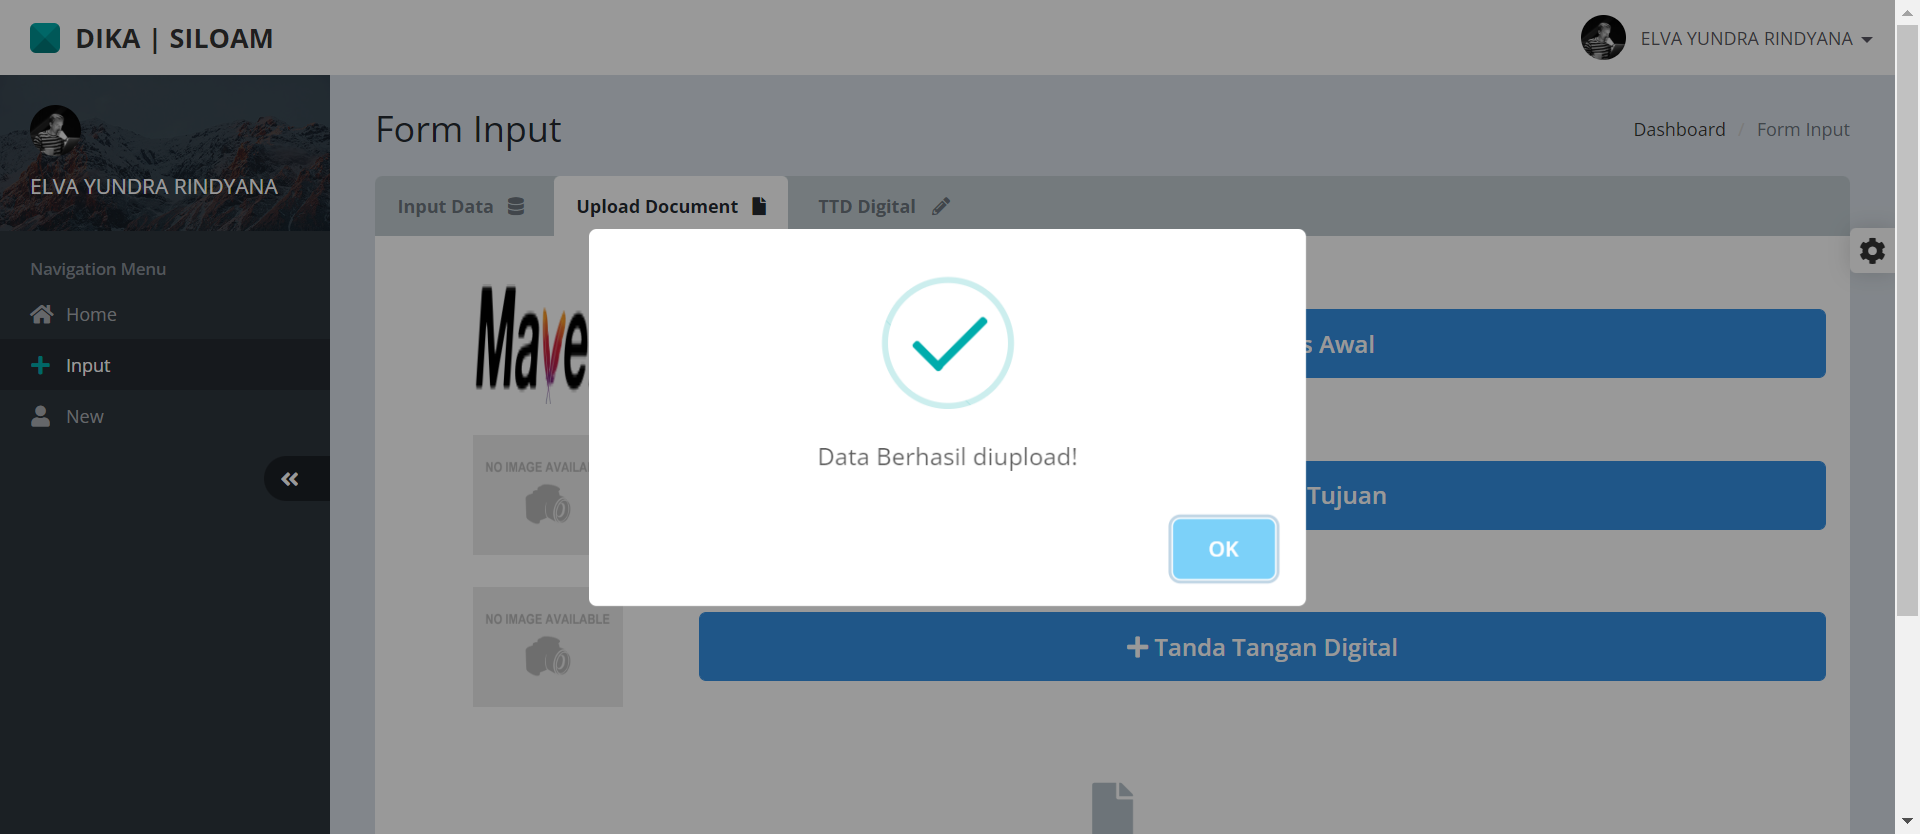 DIKA | SILOAM
ELVA YUNDRA RINDYANA
ELVA YUNDRA RINDYANA
Navigation Menu
Home
Input
New
Form Input
Dashboard / Form Input
Input Data
Upload Document
TTD Digital
Mave
Awal
Data Berhasil diupload!
NO IMAGE
Tujuan
OK
NO IMAGE AVAILABLE
Tanda Tangan Digital